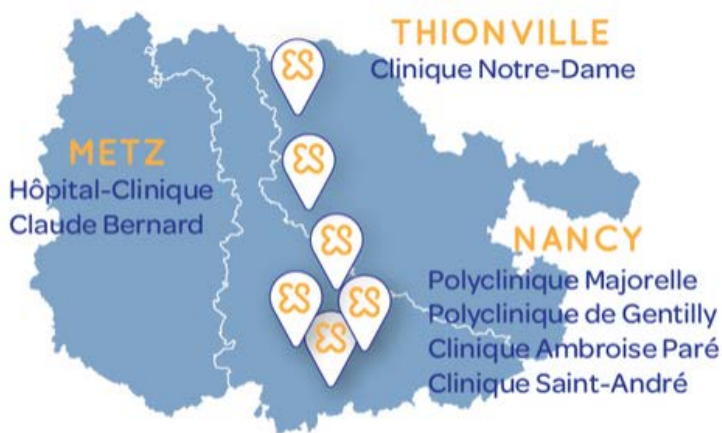 THIONVILLE
Clinique Notre-Dame
METZ
Hôpital-Clinique
Claude Bernard
NANCY
Polyclinique Majorelle
Polyclinique de Gentilly
Clinique Ambroise Paré
Clinique Saint-André